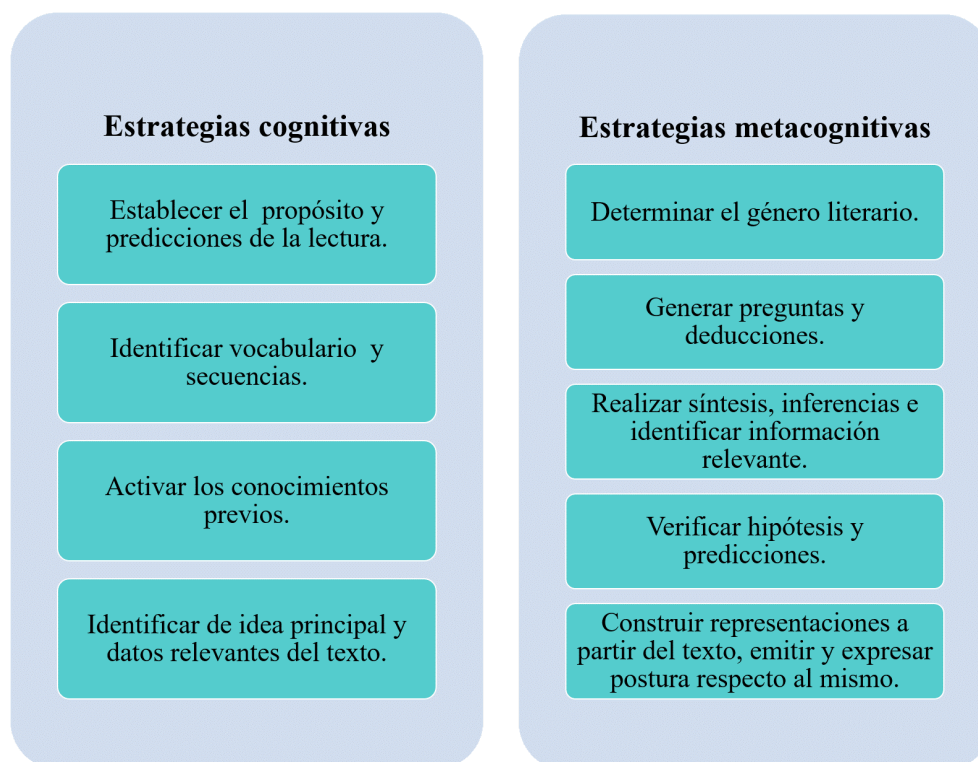 Estrategias cognitivas
Establecer el propósito y
predicciones de la lectura.
Identificar vocabulario y
secuencias.
Activar los conocimientos
previos.
Identificar de idea principal y
datos relevantes del texto.
Estrategias metacognitivas
Determinar el género literario.
Generar preguntas y
deducciones.
Realizar síntesis, inferencias e
identificar información
relevante.
Verificar hipótesis y
predicciones.
Construir representaciones a
partir del texto, emitir y expresar
postura respecto al mismo.